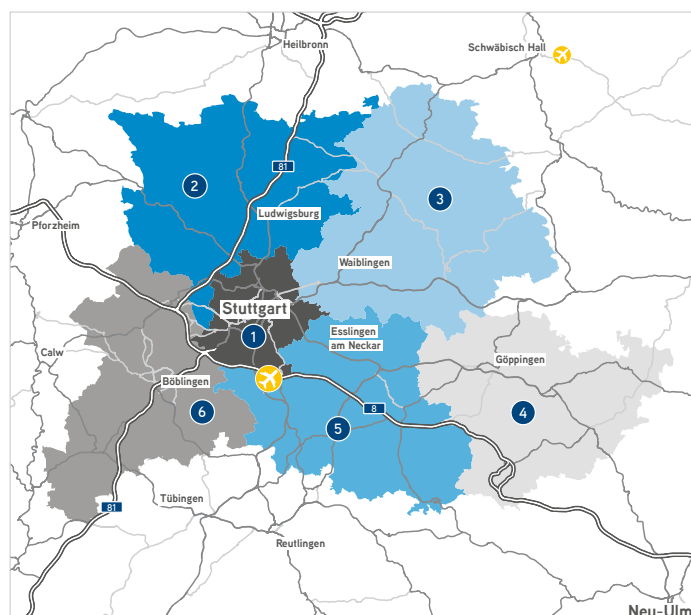 Heilbronn
Schwäbisch Hall
81
2
3
Ludwigsburg
Pforzheim
Waiblingen
Stuttgart
1
Esslingen
am Neckar
Calw
Göppingen
Böblingen
6
8
4
5
Tübingen
81
Reutlingen
Neu-Ulm